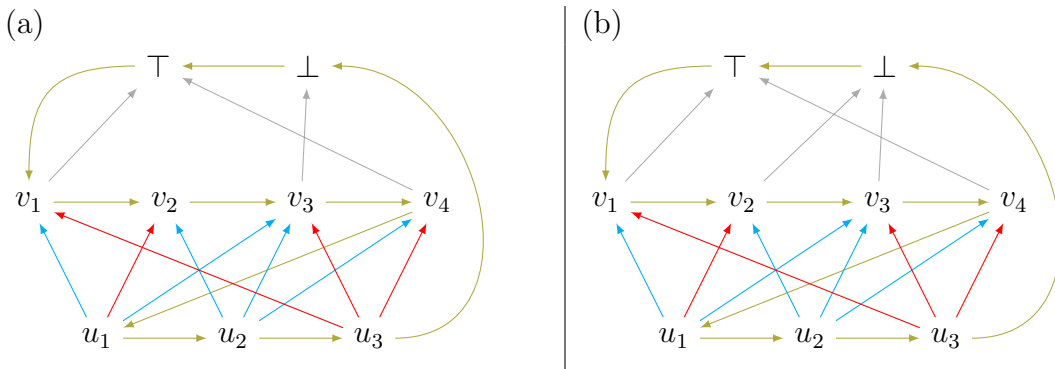 (a)
⊤ ⊥
v₁ v₂ v₃ v₄
u₁ u₂ u₃
(b)
⊤ ⊥
v₁ v₂ v₃ v₄
u₁ u₂ u₃